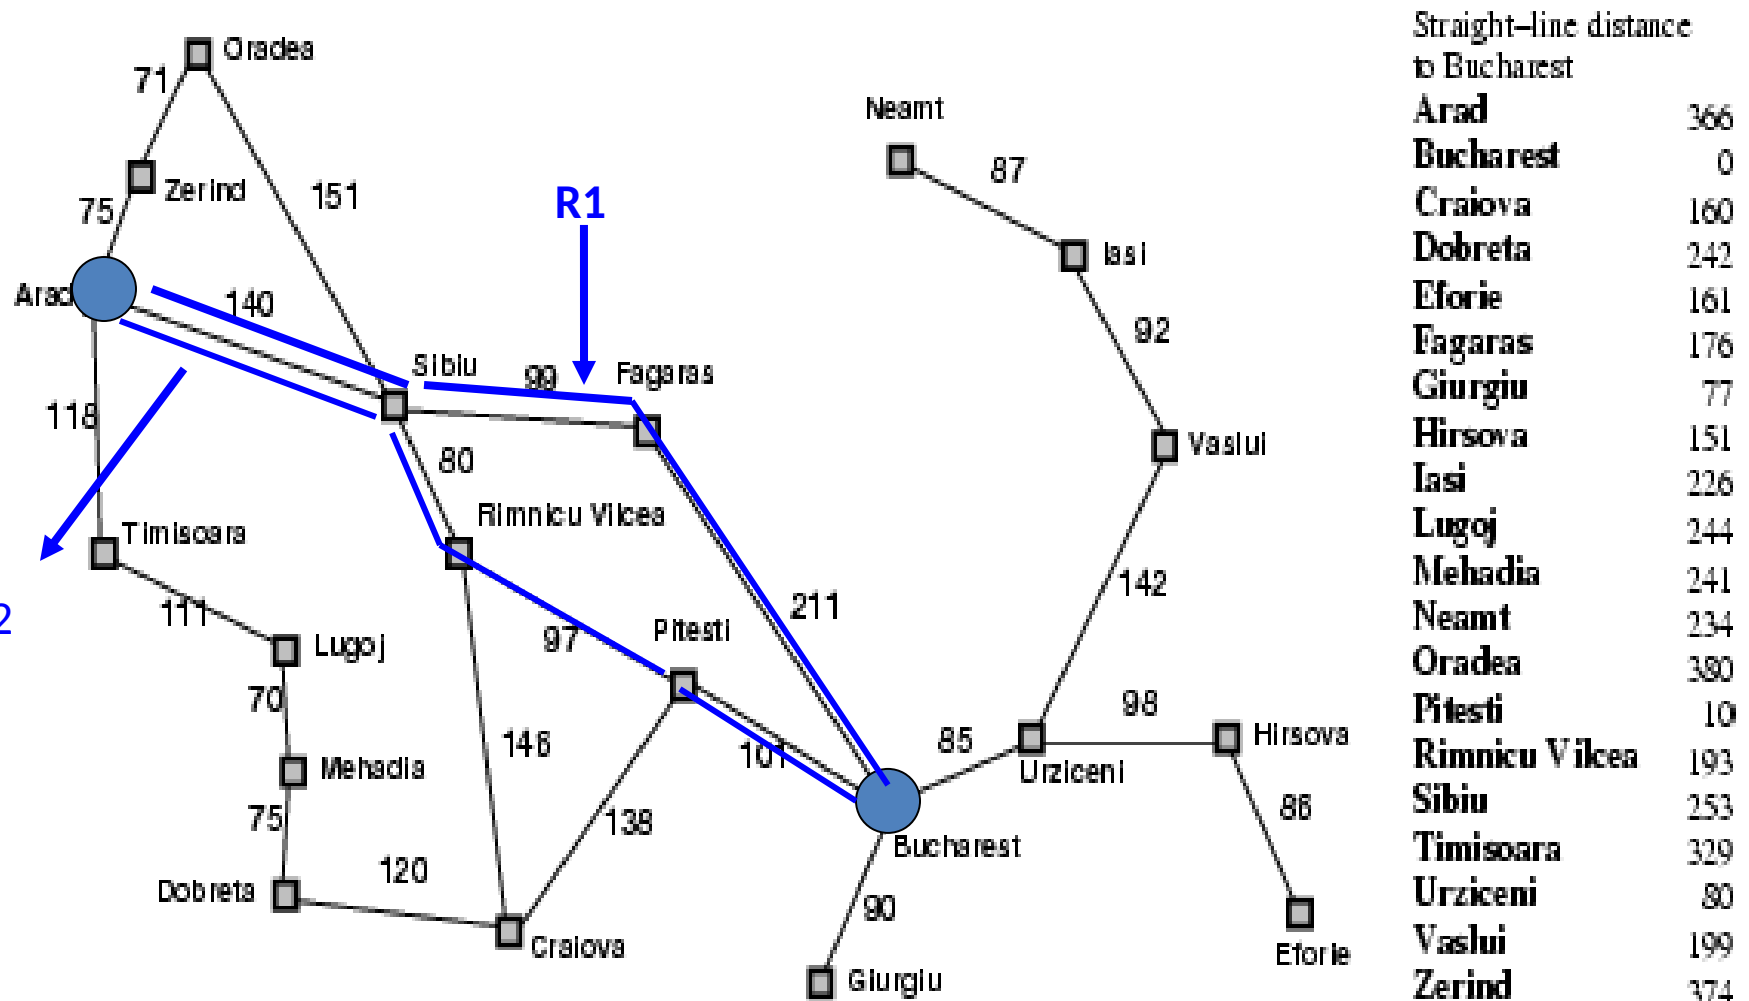 Oradea
71
Neamt
87
Zerind
151
75
R1
Iasi
Arad
140
92
Sibiu
99
Fagaras
118
80
Vaslui
Timisoara
Rimnicu Vilcea
142
111
211
2
97
Pitesti
Lugoj
70
98
146
101
85
Hirsova
Mehadia
Urziceni
75
138
86
Bucharest
120
Dobreta
90
Craiova
Eforie
Giurgiu
Straight-line distance
to Bucharest
Arad 366
Bucharest 0
Craiova 160
Dobreta 242
Eforie 161
Fagaras 176
Giurgiu 77
Hirsova 151
Iasi 226
Lugoj 244
Mehadia 241
Neamt 234
Oradea 380
Pitesti 10
Rimnicu Vilcea 193
Sibiu 253
Timisoara 329
Urziceni 80
Vaslui 199
Zerind 374